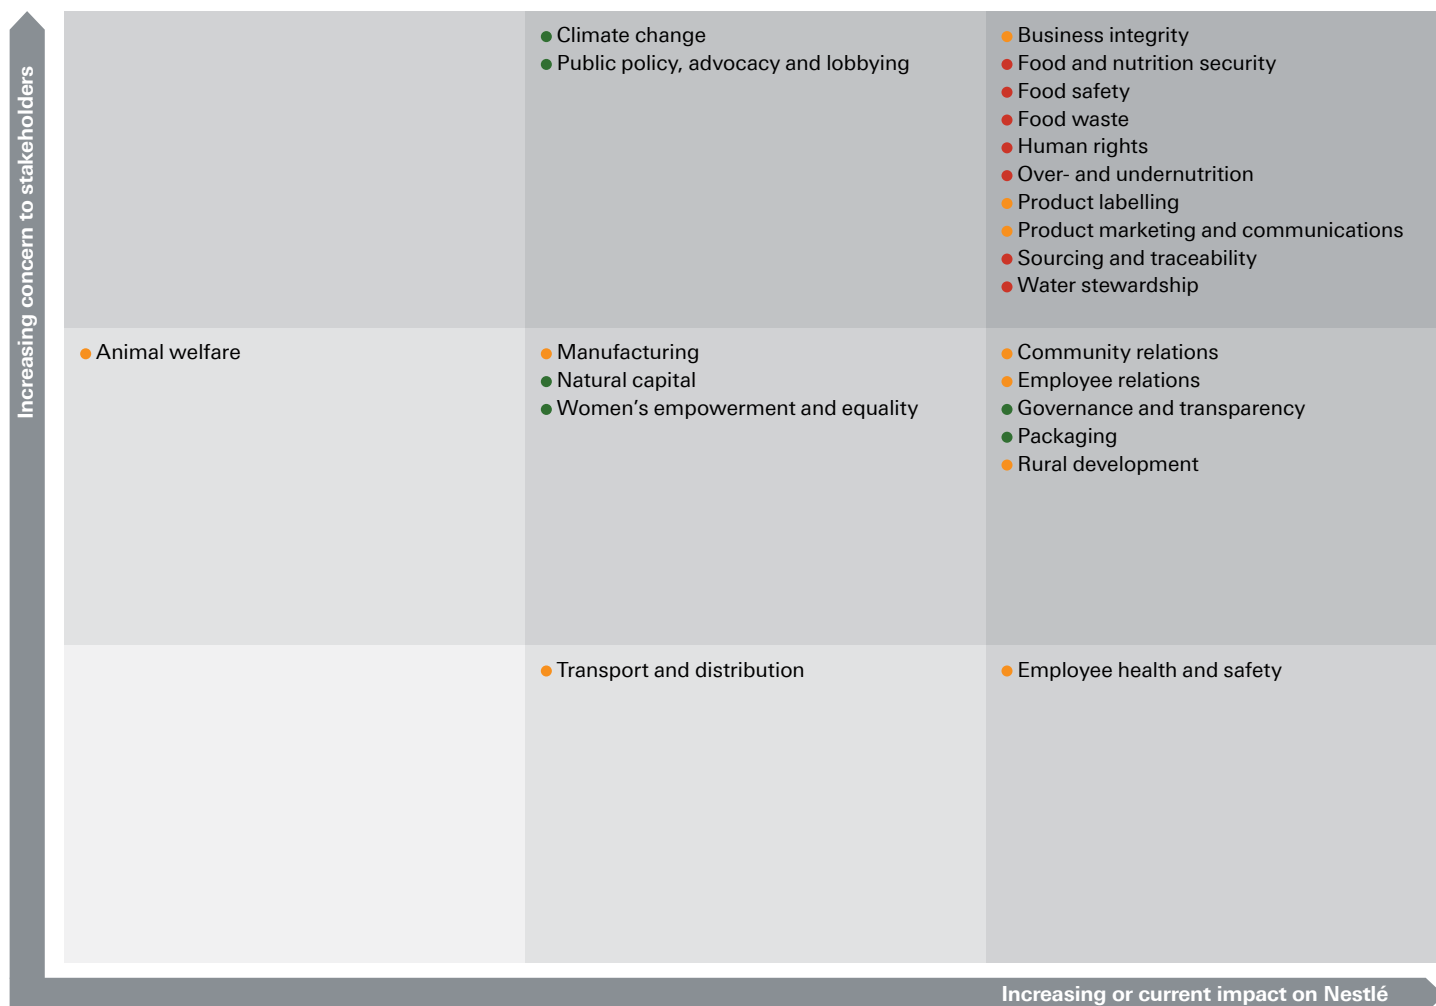 Increasing concern to stakeholders
Climate change
Public policy, advocacy and lobbying
Business integrity
Food and nutrition security
Food safety
Food waste
Human rights
Over- and undernutrition
Product labelling
Product marketing and communications
Sourcing and traceability
Water stewardship
Animal welfare
Manufacturing
Natural capital
Women’s empowerment and equality
Community relations
Employee relations
Governance and transparency
Packaging
Rural development
Transport and distribution
Employee health and safety
Increasing or current impact on Nestlé